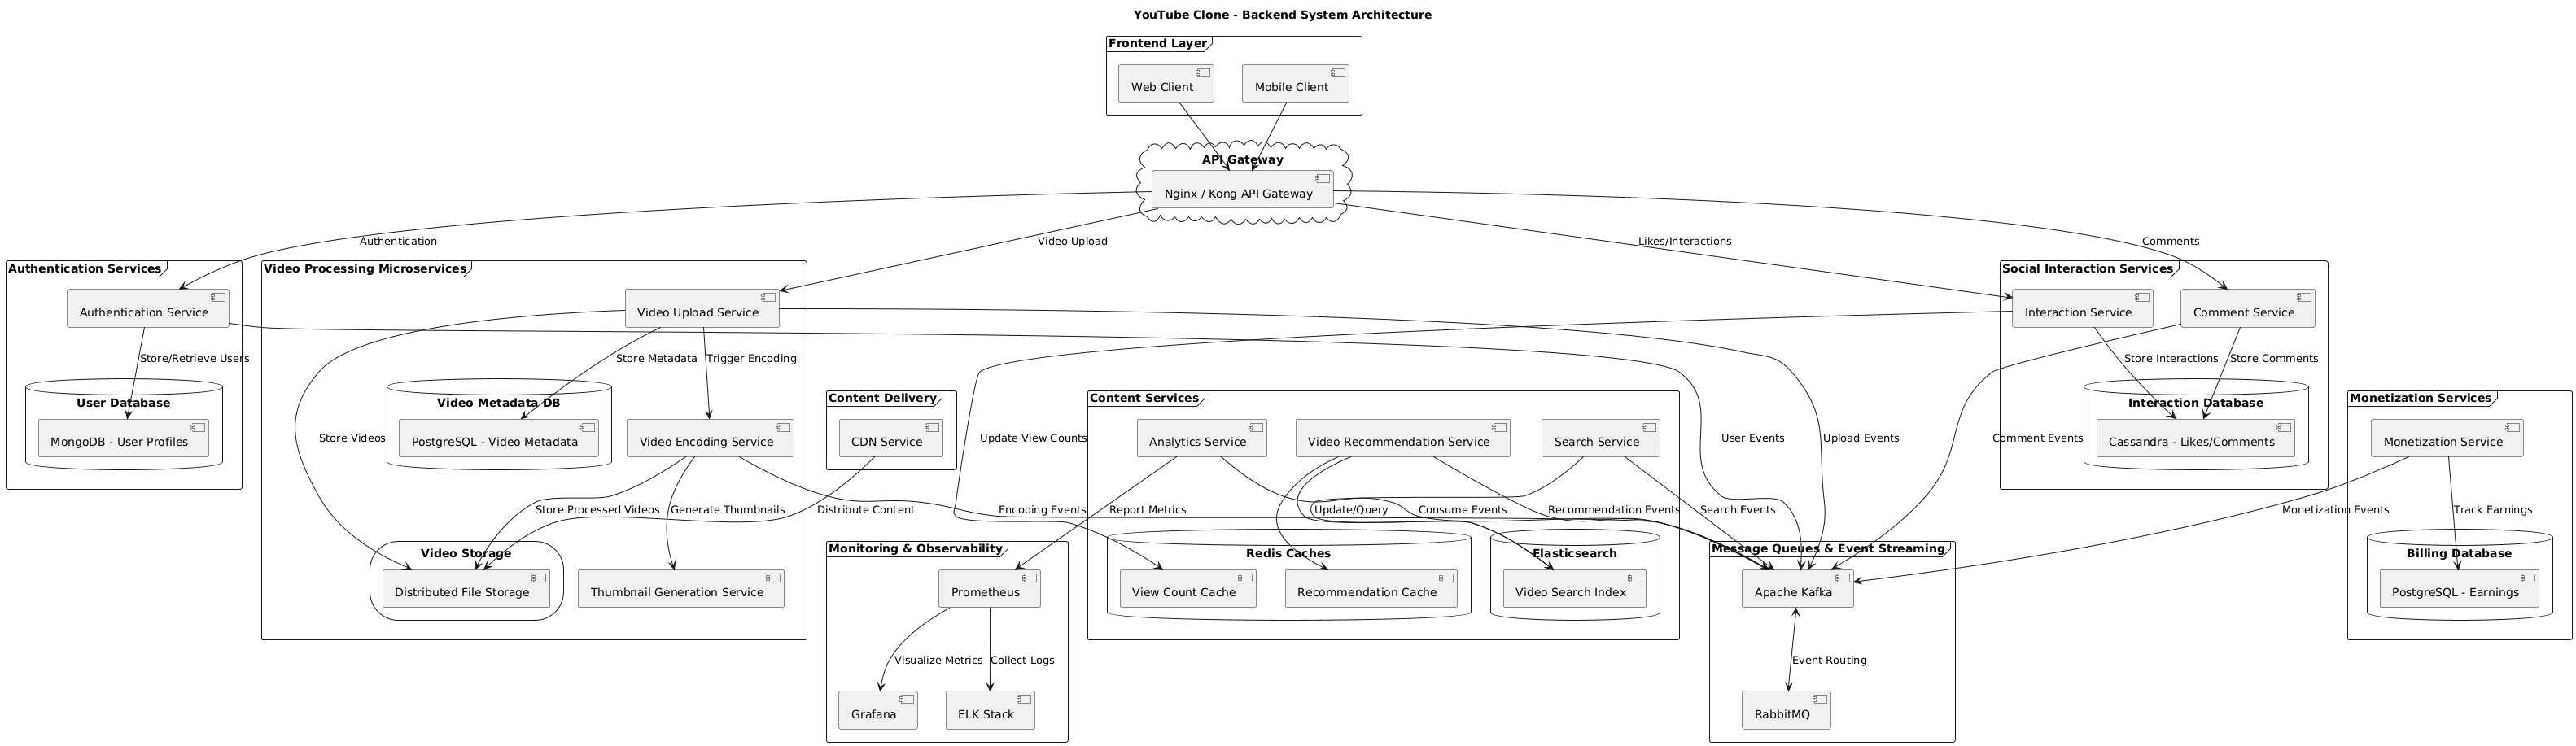 YouTube Clone - Backend System Architecture
Frontend Layer
Web Client
Mobile Client
API Gateway
Nginx / Kong API Gateway
Authentication
Video Upload
Likes/Interactions
Comments
Authentication Services
Authentication Service
Store/Retrieve Users
User Database
MongoDB - User Profiles
Video Processing Microservices
Video Upload Service
Store Metadata
Trigger Encoding
Video Metadata DB
PostgreSQL - Video Metadata
Video Encoding Service
Store Videos
Store Processed Videos
Generate Thumbnails
Video Storage
Distributed File Storage
Thumbnail Generation Service
Content Delivery
CDN Service
Distribute Content
Update View Counts
Encoding Events
Content Services
Analytics Service
Video Recommendation Service
Search Service
Report Metrics
Update/Query
Consume Events
Recommendation Events
Search Events
Redis Caches
View Count Cache
Recommendation Cache
Elasticsearch
Video Search Index
Monitoring & Observability
Prometheus
Visualize Metrics
Collect Logs
Grafana
ELK Stack
User Events
Upload Events
Comment Events
Message Queues & Event Streaming
Apache Kafka
Event Routing
RabbitMQ
Social Interaction Services
Interaction Service
Comment Service
Store Interactions
Store Comments
Interaction Database
Cassandra - Likes/Comments
Monetization Services
Monetization Service
Monetization Events
Track Earnings
Billing Database
PostgreSQL - Earnings